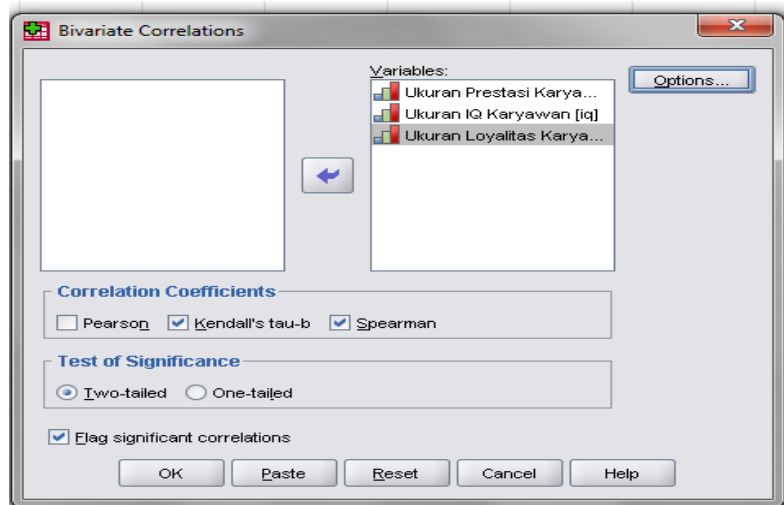 Bivariate Correlations
Variables:
Ukuran Prestasi Karya...
Ukuran IQ Karyawan [iq]
Ukuran Loyalitas Karya...
Options...
Correlation Coefficients
Pearson Kendall's tau-b Spearman
Test of Significance
Two-tailed One-tailed
Flag significant correlations
OK Paste Reset Cancel Help